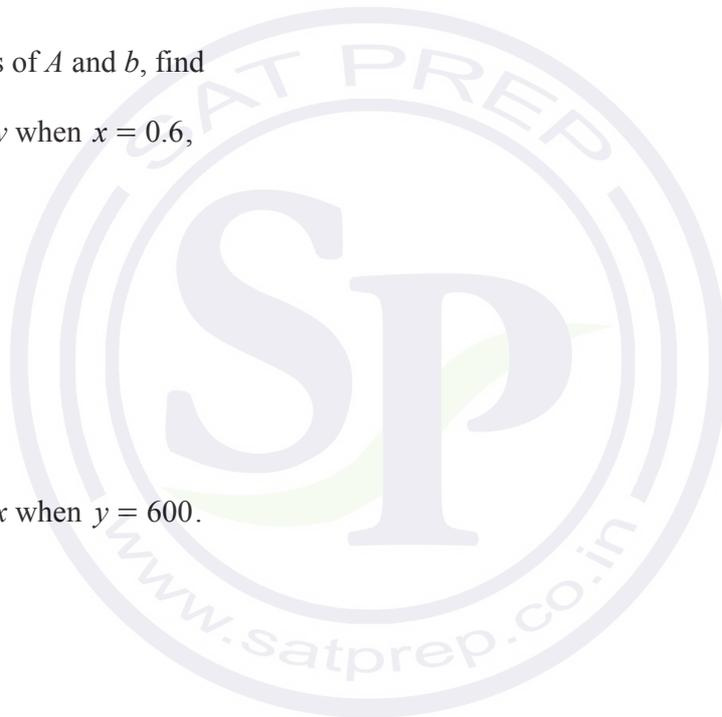 s of A and b, find
y when x = 0.6,
x when y = 600.
SAT PREP
SP
www.satprep.co.in